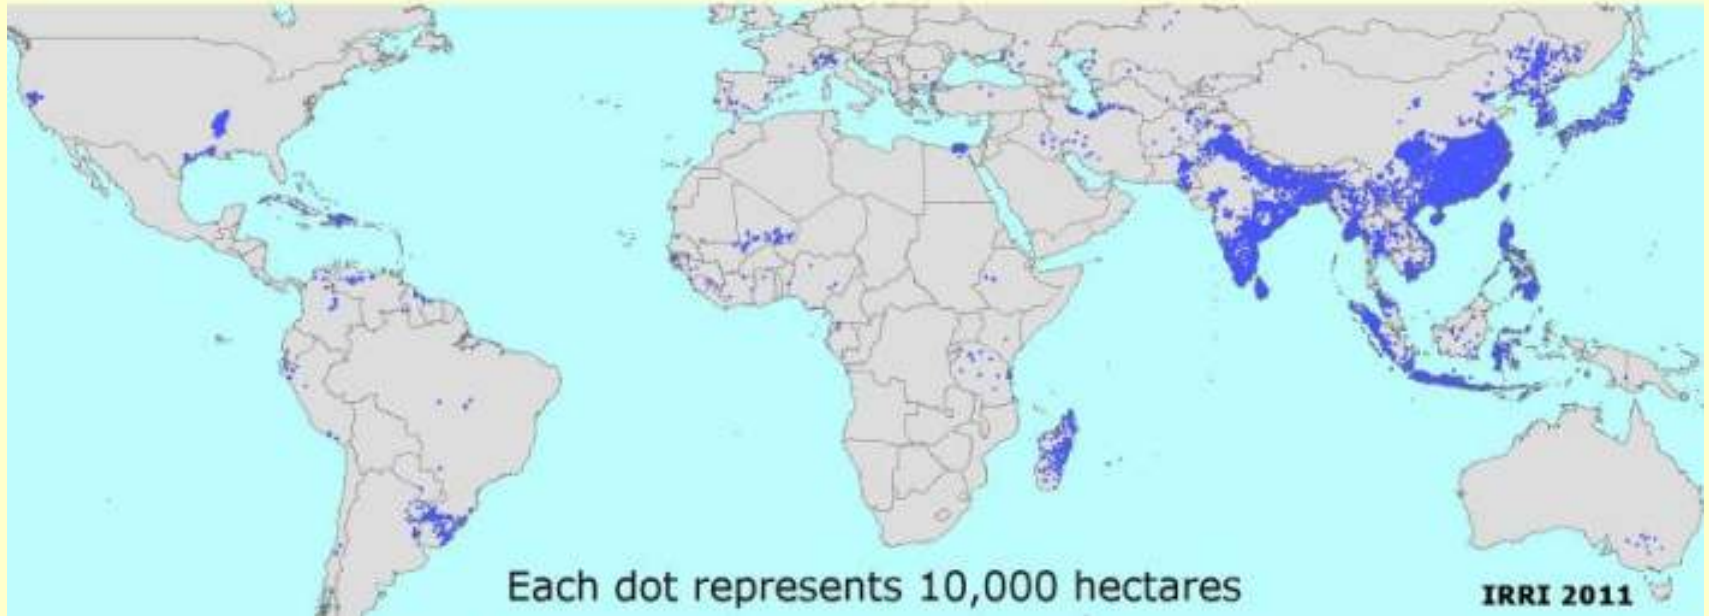 Each dot represents 10,000 hectares
IRRI 2011